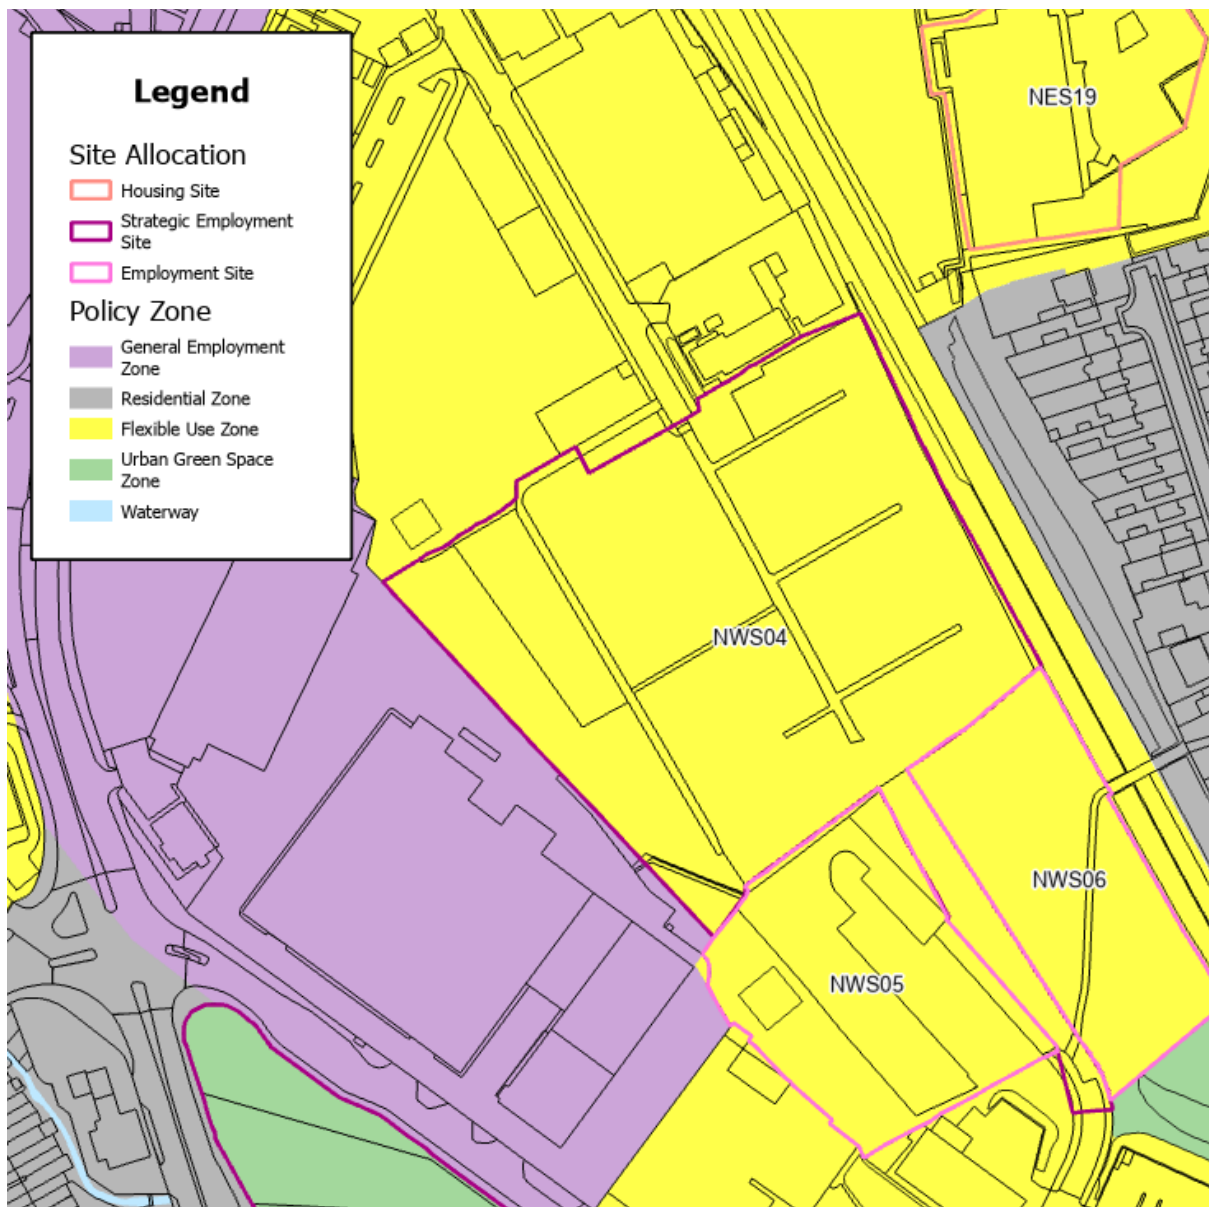 Legend
Site Allocation
Housing Site
Strategic Employment
Site
Employment Site
Policy Zone
General Employment
Zone
Residential Zone
Flexible Use Zone
Urban Green Space
Zone
Waterway
NES19
NWS04
NWS06
NWS05